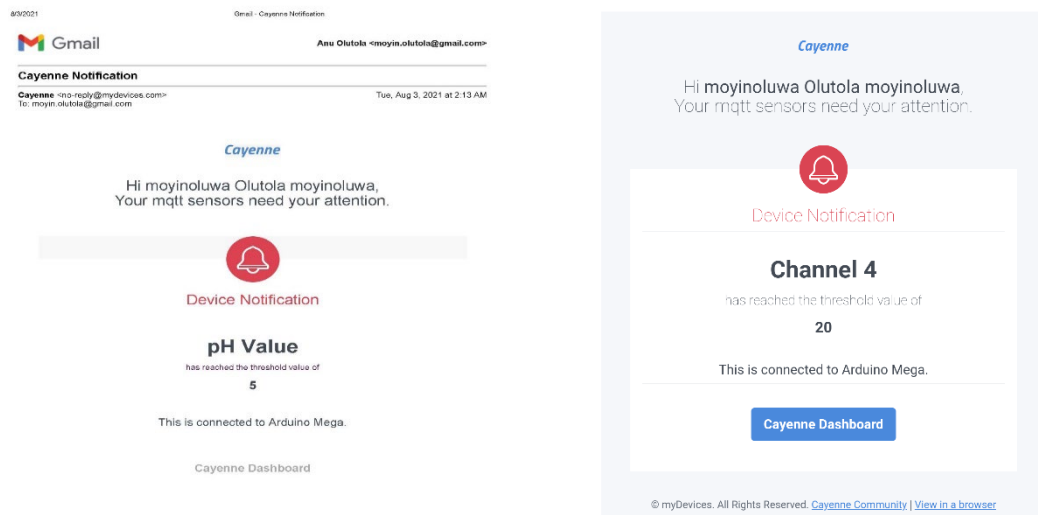 8/3/2021
Gmail - Cayenne Notification
Gmail
Anu Olutola <moyin.olutola@gmail.com>
Cayenne Notification
Cayenne <no-reply@mydevices.com>
Tue, Aug 3, 2021 at 2:13 AM
To: moyin.olutola@gmail.com
Cayenne
Hi moyinoluwa Olutola moyinoluwa,
Your mqtt sensors need your attention.
Device Notification
pH Value
has reached the threshold value of
5
This is connected to Arduino Mega.
Cayenne Dashboard
Cayenne
Hi moyinoluwa Olutola moyinoluwa,
Your mqtt sensors need your attention.
Device Notification
Channel 4
has reached the threshold value of
20
This is connected to Arduino Mega.
Cayenne Dashboard
© myDevices. All Rights Reserved. Cayenne Community | View in a browser